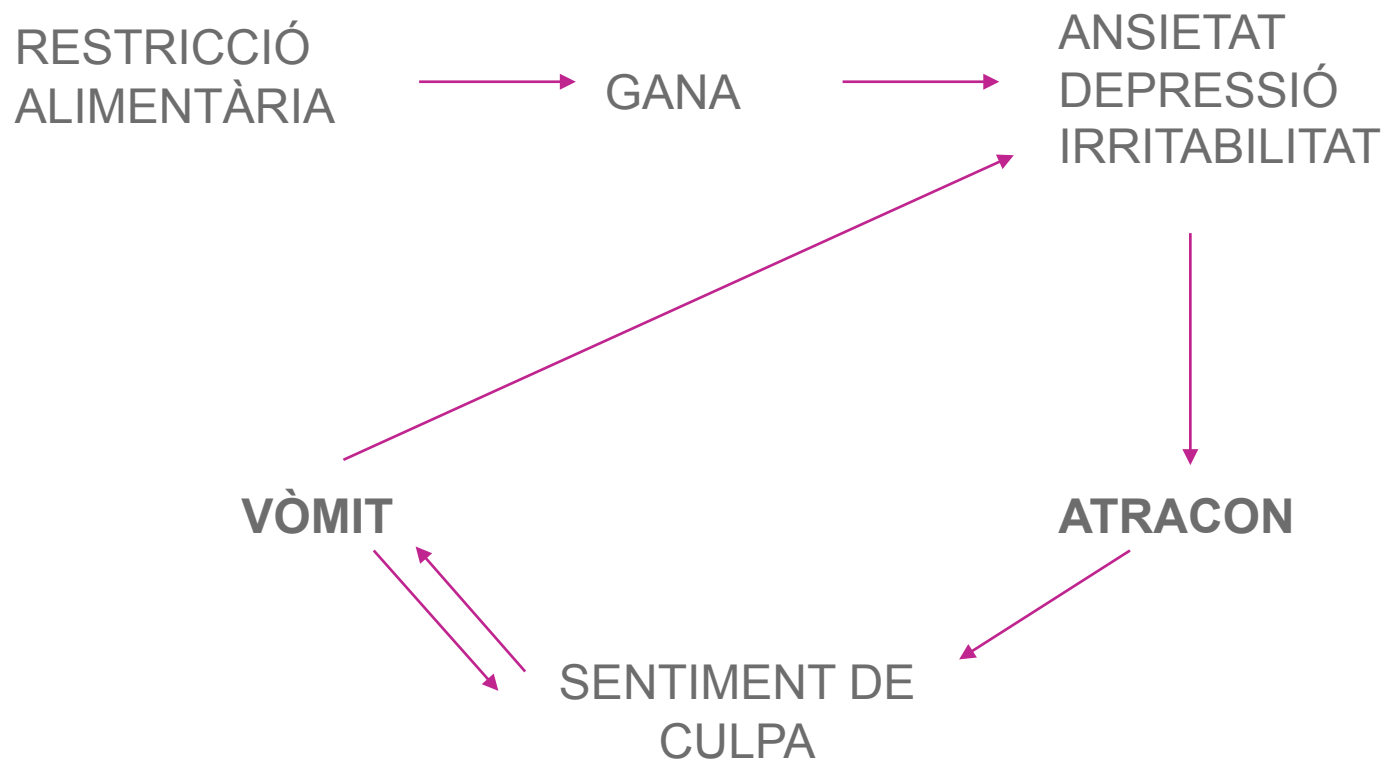 RESTRICCIÓ
ALIMENTÀRIA
GANA
ANSIETAT
DEPRESSIÓ
IRRITABILITAT
VÒMIT
ATRACON
SENTIMENT DE
CULPA